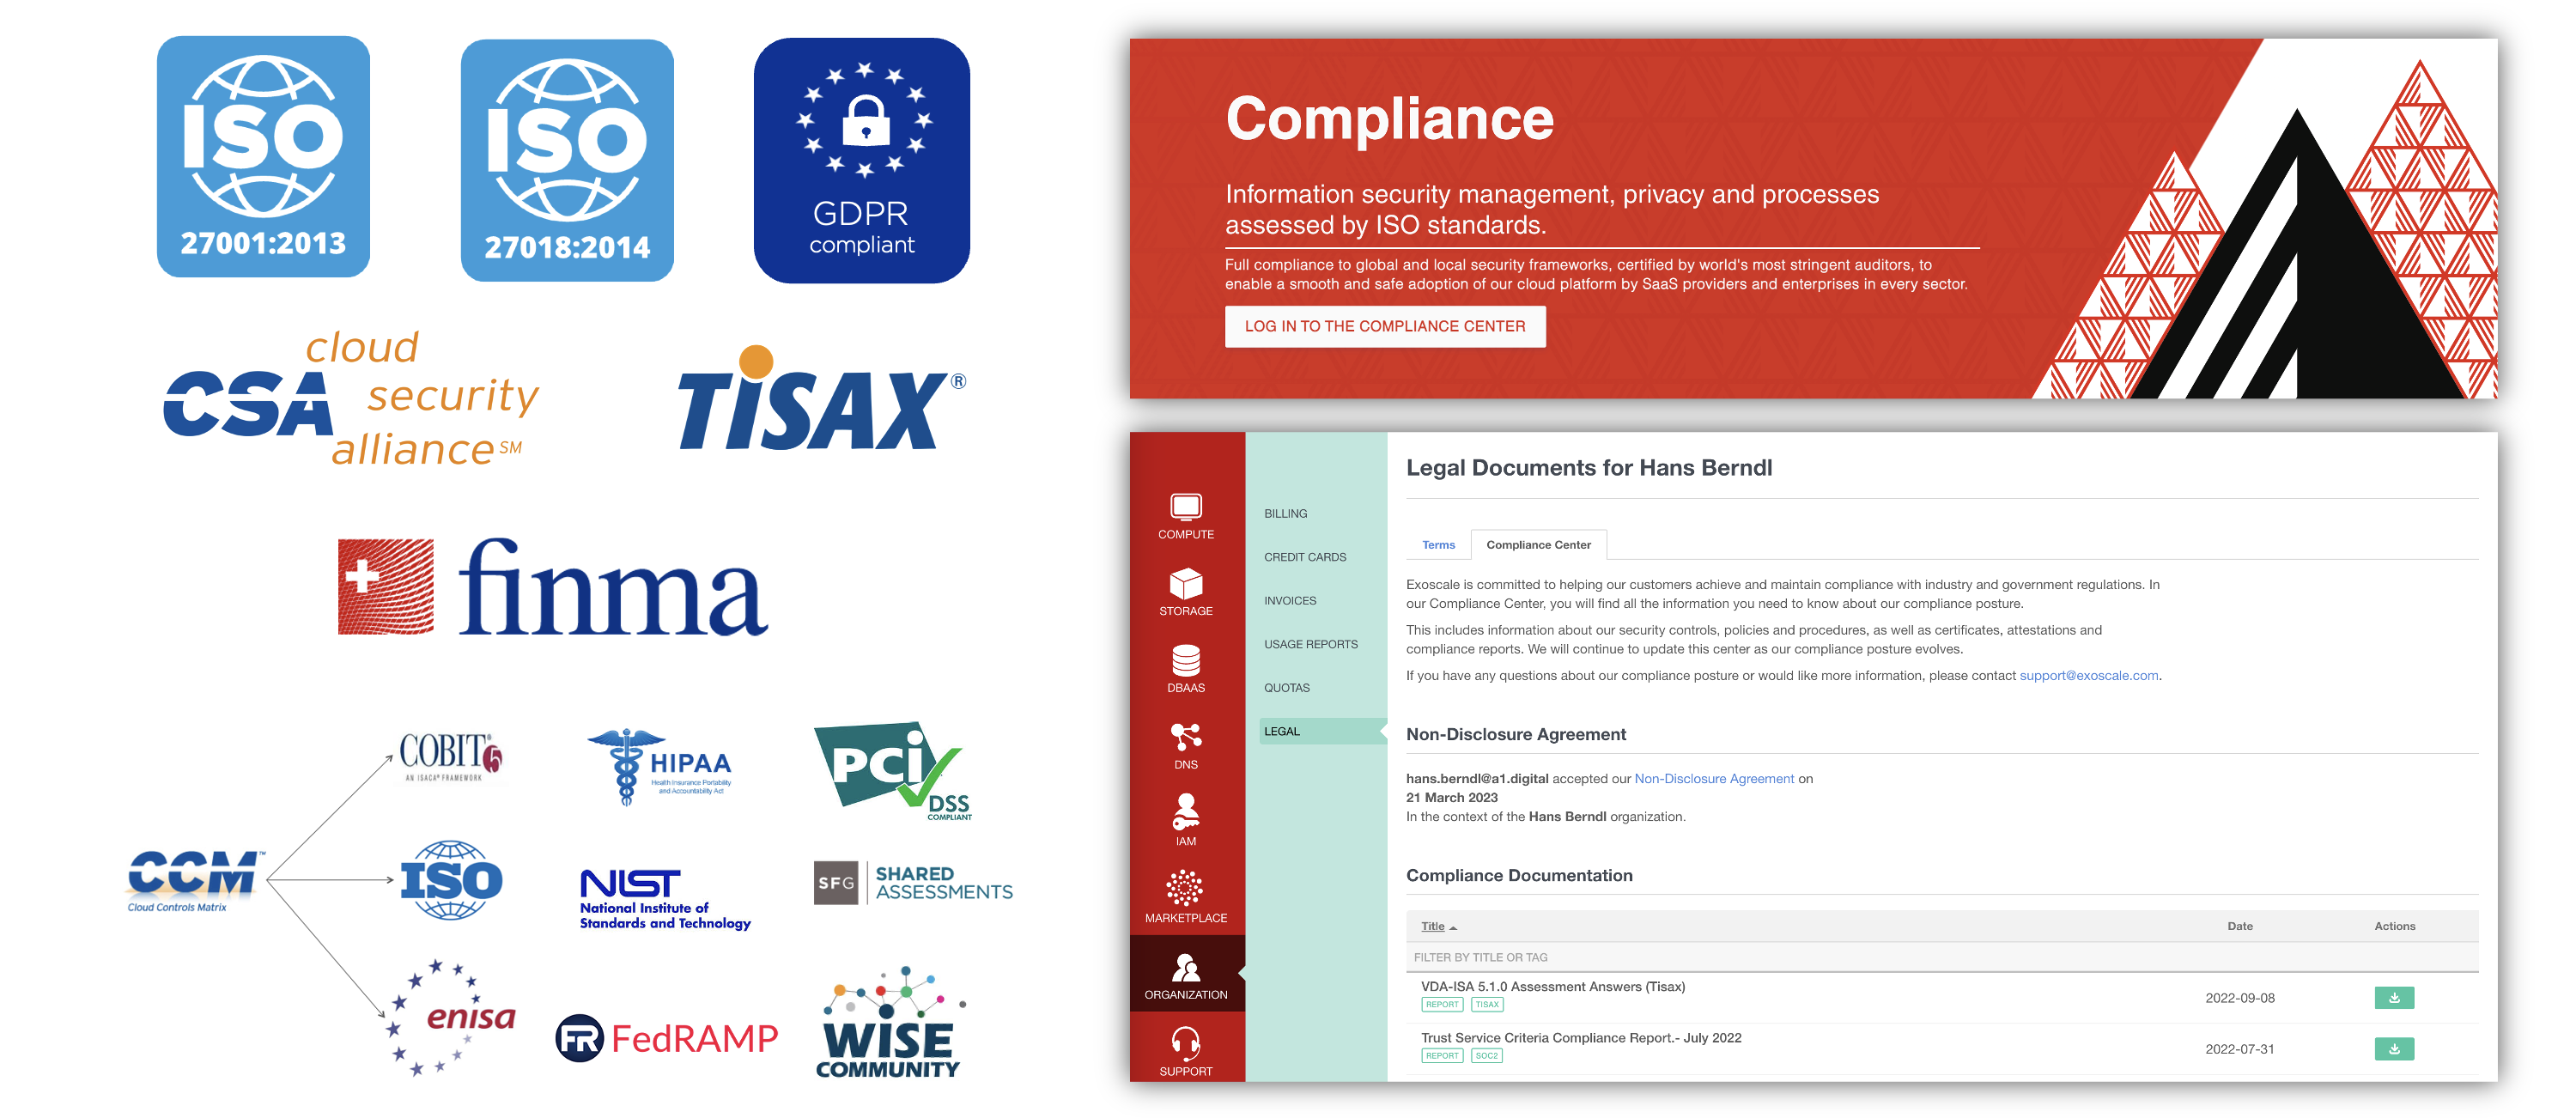 ISO
27001:2013
ISO
27018:2014
GDPR
compliant
CSA cloud
security
alliance SM
TiSAX®
finma
CCM™
Cloud Controls Matrix
COBIT® 5
AN ISACA® FRAMEWORK
HIPAA
Health Insurance Portability
and Accountability Act
PCi
DSS
COMPLIANT
ISO
NIST
National Institute of
Standards and Technology
SFG SHARED
ASSESSMENTS
enisa
FR FedRAMP
WISE
COMMUNITY
Compliance
Information security management, privacy and processes
assessed by ISO standards.
Full compliance to global and local security frameworks, certified by world's most stringent auditors, to
enable a smooth and safe adoption of our cloud platform by SaaS providers and enterprises in every sector.
LOG IN TO THE COMPLIANCE CENTER
COMPUTE
STORAGE
DBAAS
DNS
IAM
MARKETPLACE
ORGANIZATION
SUPPORT
BILLING
CREDIT CARDS
INVOICES
USAGE REPORTS
QUOTAS
LEGAL
Legal Documents for Hans Berndl
Terms Compliance Center
Exoscale is committed to helping our customers achieve and maintain compliance with industry and government regulations. In
our Compliance Center, you will find all the information you need to know about our compliance posture.
This includes information about our security controls, policies and procedures, as well as certificates, attestations and
compliance reports. We will continue to update this center as our compliance posture evolves.
If you have any questions about our compliance posture or would like more information, please contact support@exoscale.com.
Non-Disclosure Agreement
hans.berndl@a1.digital accepted our Non-Disclosure Agreement on
21 March 2023
In the context of the Hans Berndl organization.
Compliance Documentation
Title Date Actions
FILTER BY TITLE OR TAG
VDA-ISA 5.1.0 Assessment Answers (Tisax)
REPORT TISAX
2022-09-08
Trust Service Criteria Compliance Report.- July 2022
REPORT SOC2
2022-07-31